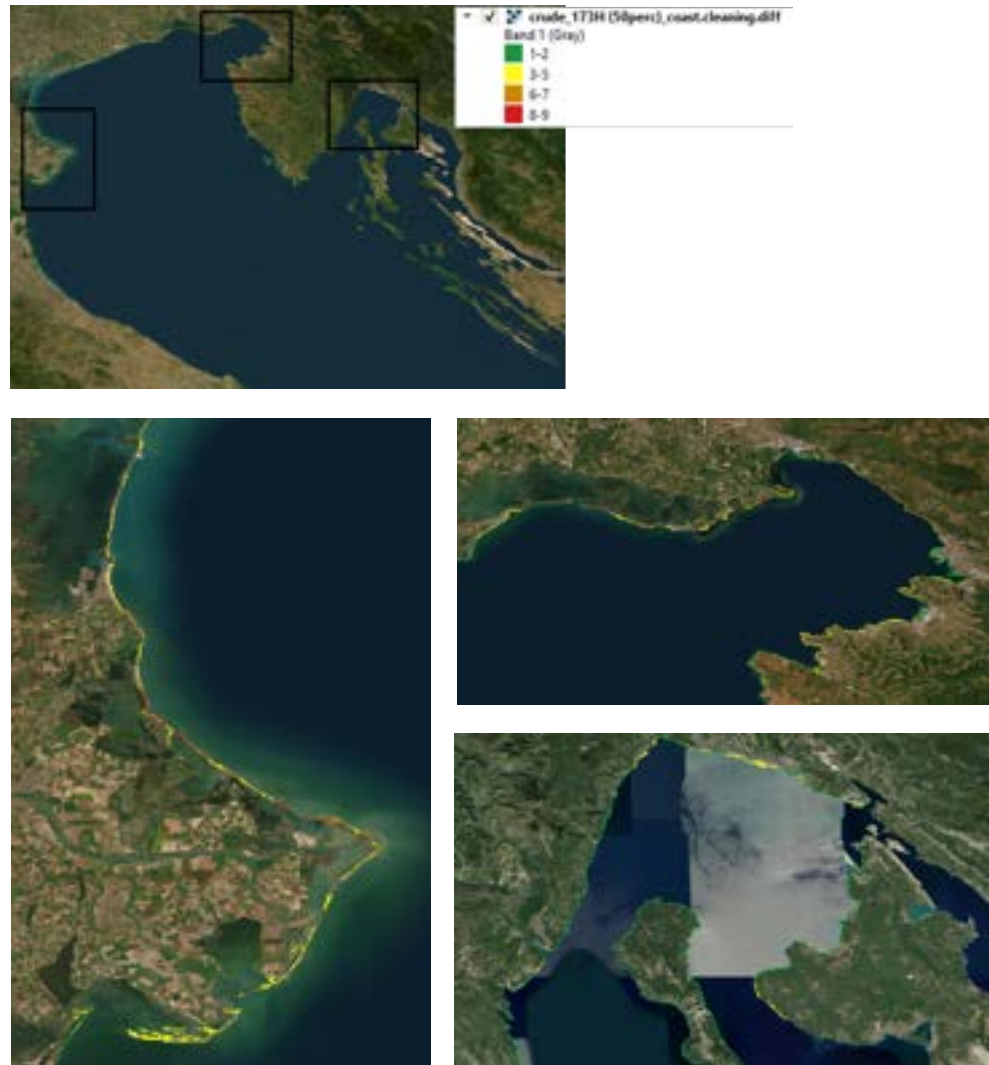 crude_173H (50perc)_coast.cleaning.diff
Band 1 (Gray)
1-2
3-5
6-7
8-9